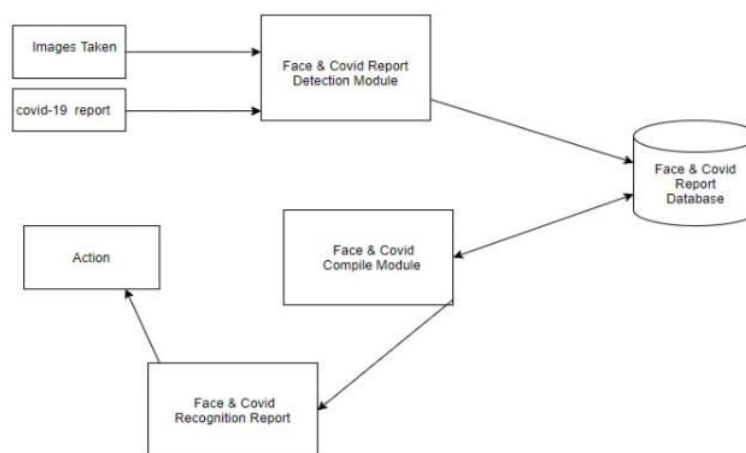 Images Taken
covid-19 report
Face & Covid Report
Detection Module
Face & Covid
Report
Database
Face & Covid
Compile Module
Action
Face & Covid
Recognition Report